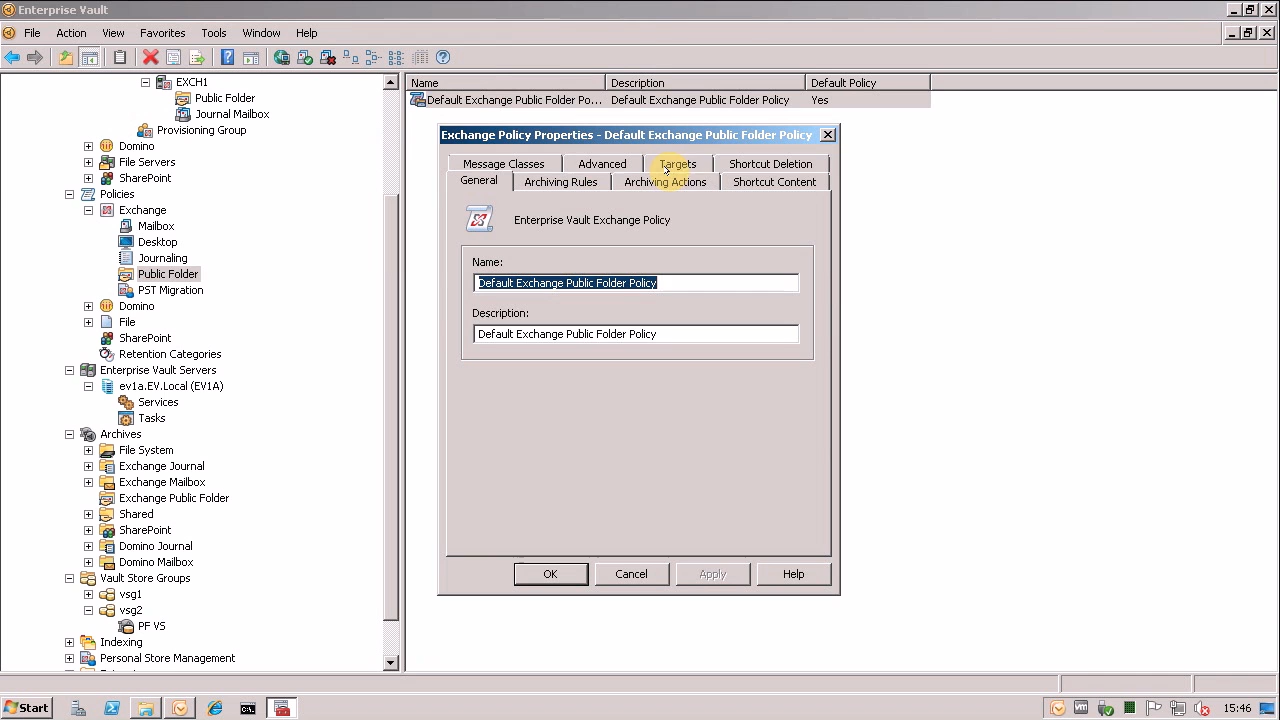 Enterprise Vault
File Action View Favorites Tools Window Help
EXCH1
Public Folder
Journal Mailbox
Provisioning Group
Domino
File Servers
SharePoint
Policies
Exchange
Mailbox
Desktop
Journaling
Public Folder
PST Migration
Domino
File
SharePoint
Retention Categories
Enterprise Vault Servers
ev1a.EV.Local (EV1A)
Services
Tasks
Archives
File System
Exchange Journal
Exchange Mailbox
Exchange Public Folder
Shared
SharePoint
Domino Journal
Domino Mailbox
Vault Store Groups
vsg1
vsg2
PF VS
Indexing
Personal Store Management
Name Description Default Policy
Default Exchange Public Folder Po... Default Exchange Public Folder Policy Yes
Exchange Policy Properties - Default Exchange Public Folder Policy
Message Classes Advanced Targets Shortcut Deletion
General Archiving Rules Archiving Actions Shortcut Content
Enterprise Vault Exchange Policy
Name:
Default Exchange Public Folder Policy
Description:
Default Exchange Public Folder Policy
OK Cancel Apply Help
Start 15:46